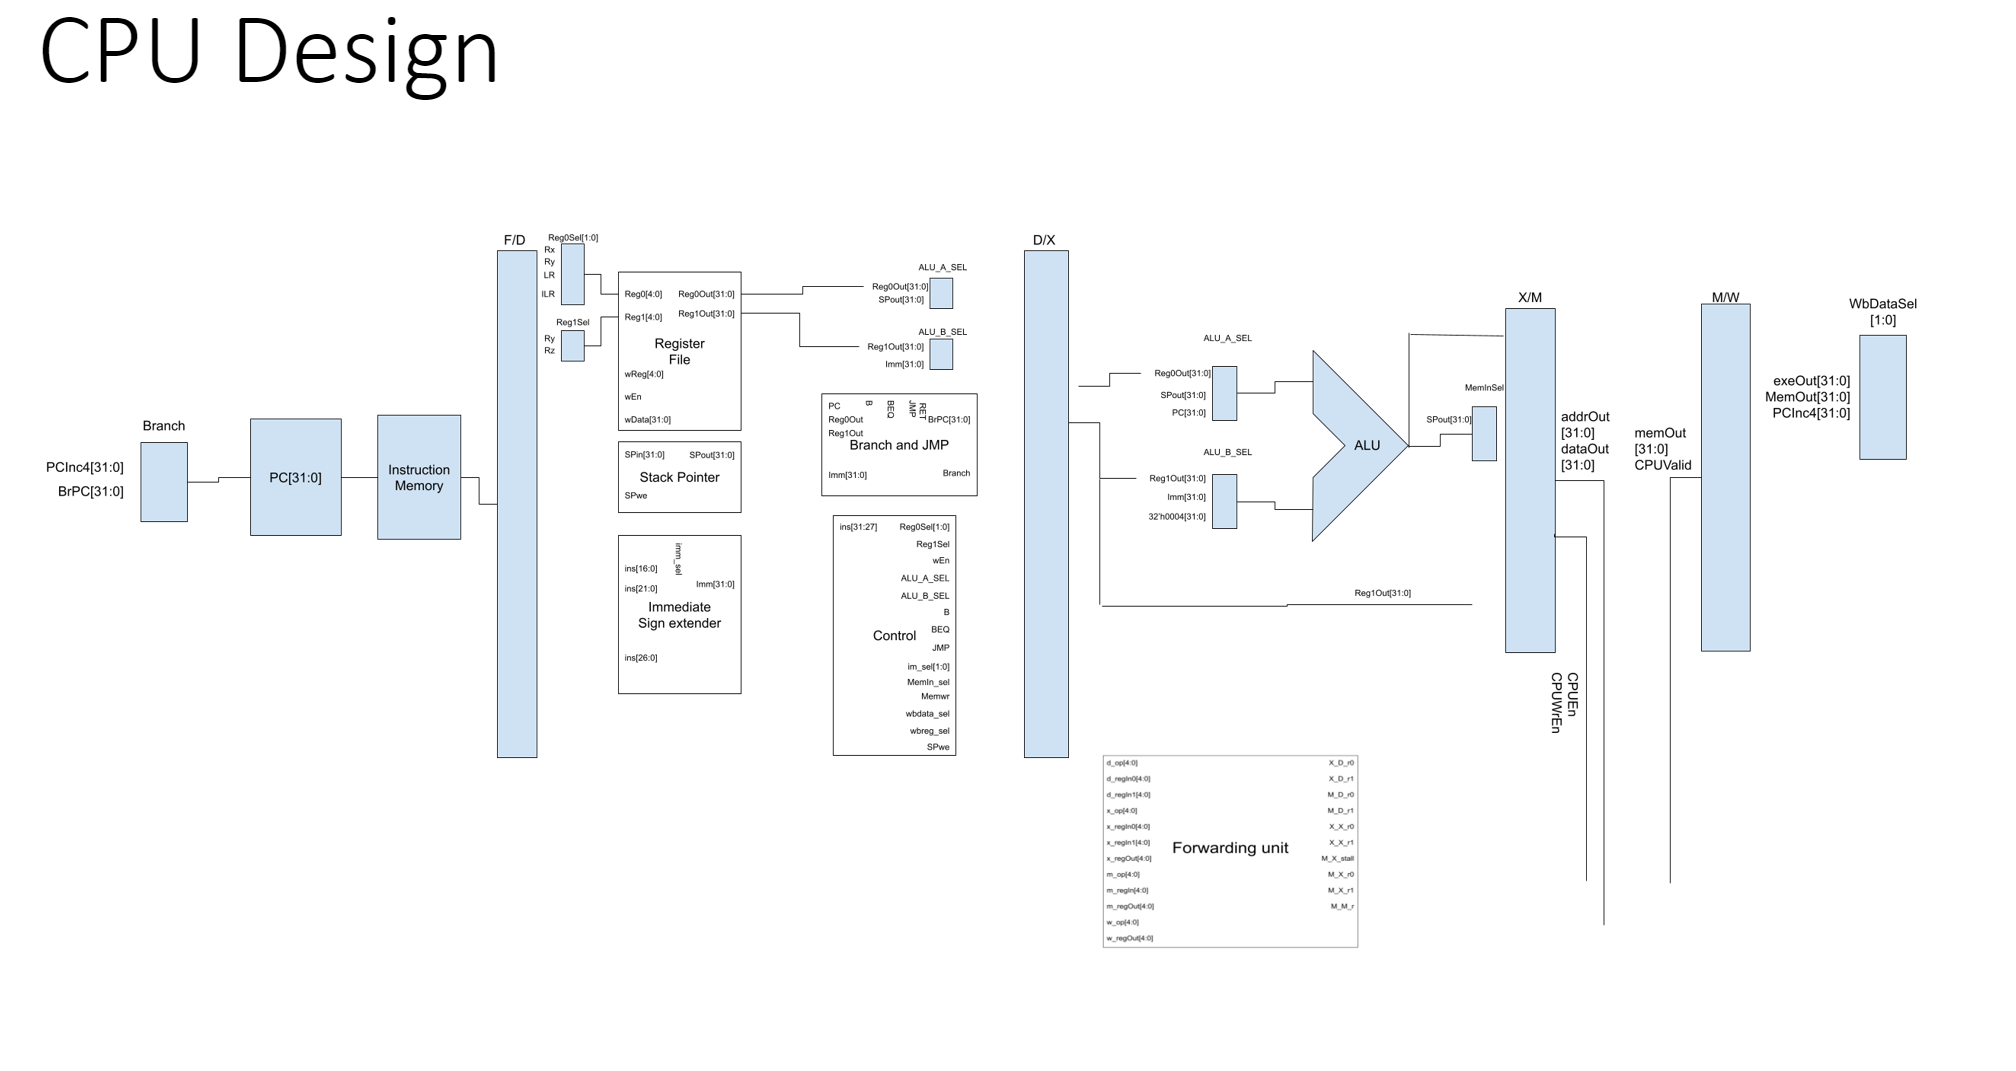 CPU Design
Branch
PCInc4[31:0]
BrPC[31:0]
PC[31:0]
Instruction
Memory
F/D
Reg0Sel[1:0]
Rx
Ry
LR
ILR
Reg1Sel
Ry
Rz
Reg0[4:0]
Reg0Out[31:0]
Reg1[4:0]
Reg1Out[31:0]
Register
File
wReg[4:0]
wEn
wData[31:0]
SPin[31:0]
SPout[31:0]
Stack Pointer
SPwe
imm_sel
ins[16:0]
Imm[31:0]
ins[21:0]
Immediate
Sign extender
ins[26:0]
ALU_A_SEL
Reg0Out[31:0]
SPout[31:0]
ALU_B_SEL
Reg1Out[31:0]
Imm[31:0]
PC
B
BEQ
JMP
RET
Reg0Out
BrPC[31:0]
Reg1Out
Branch and JMP
Imm[31:0]
Branch
ins[31:27]
Reg0Sel[1:0]
Reg1Sel
wEn
ALU_A_SEL
ALU_B_SEL
B
BEQ
Control
JMP
im_sel[1:0]
MemIn_sel
Memwr
wbdata_sel
wbreg_sel
SPwe
D/X
ALU_A_SEL
Reg0Out[31:0]
SPout[31:0]
PC[31:0]
ALU_B_SEL
Reg1Out[31:0]
Imm[31:0]
32'h0004[31:0]
ALU
MemInSel
SPout[31:0]
Reg1Out[31:0]
X/M
addrOut
[31:0]
dataOut
[31:0]
CPUEn
CPUWrEn
memOut
[31:0]
CPUValid
M/W
WbDataSel
[1:0]
exeOut[31:0]
MemOut[31:0]
PCInc4[31:0]
d_op[4:0]
d_regIn0[4:0]
d_regIn1[4:0]
x_op[4:0]
x_regIn0[4:0]
x_regIn1[4:0]
x_regOut[4:0]
m_op[4:0]
m_regIn[4:0]
m_regOut[4:0]
w_op[4:0]
w_regOut[4:0]
Forwarding unit
X_D_r0
X_D_r1
M_D_r0
M_D_r1
X_X_r0
X_X_r1
M_X_stall
M_X_r0
M_X_r1
M_M_r